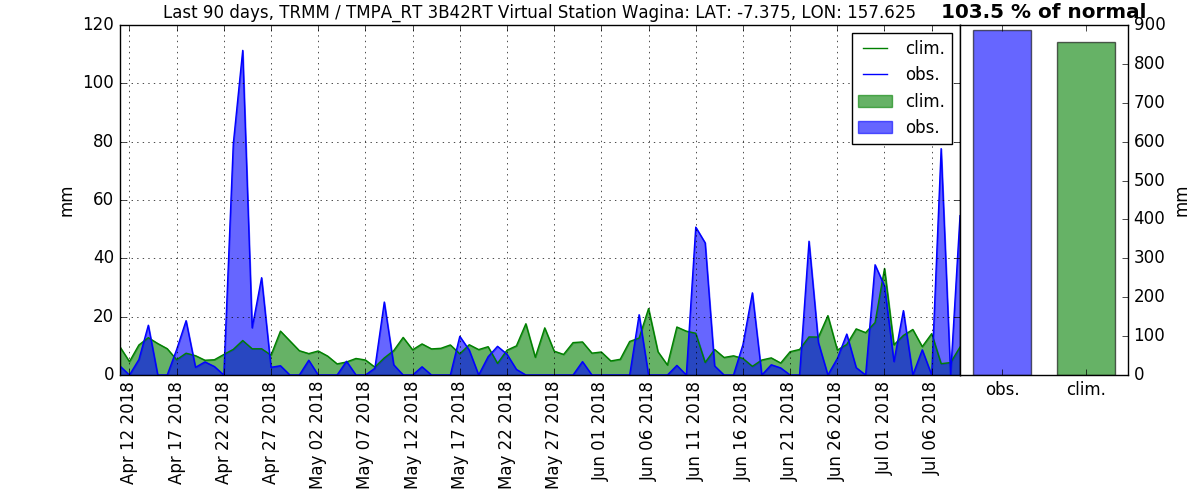 Last 90 days, TRMM / TMPA_RT 3B42RT Virtual Station Wagina: LAT: -7.375, LON: 157.625
103.5 % of normal
clim.
obs.
clim.
obs.
mm
120
100
80
60
40
20
0
Apr 12 2018
Apr 17 2018
Apr 22 2018
Apr 27 2018
May 02 2018
May 07 2018
May 12 2018
May 17 2018
May 22 2018
May 27 2018
Jun 01 2018
Jun 06 2018
Jun 11 2018
Jun 16 2018
Jun 21 2018
Jun 26 2018
Jul 01 2018
Jul 06 2018
900
800
700
600
500
400
300
200
100
0
mm
obs.
clim.